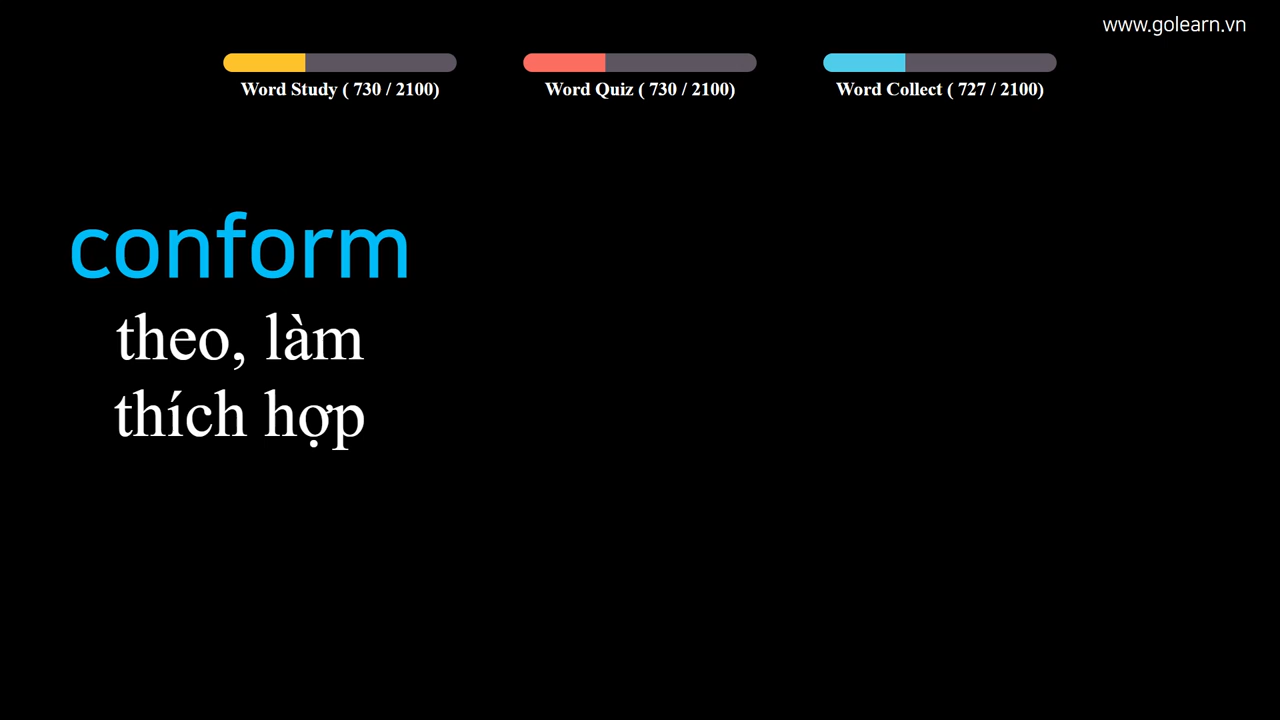 www.golearn.vn
Word Study ( 730 / 2100)
Word Quiz ( 730 / 2100)
Word Collect ( 727 / 2100)
conform
theo, làm
thích hợp